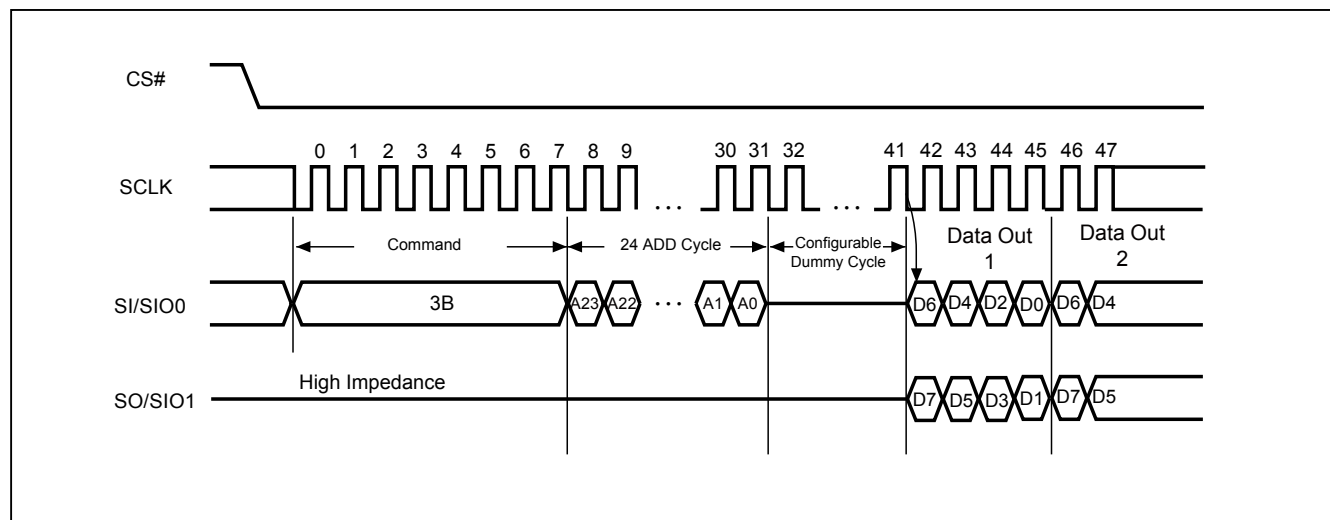 CS#
0 1 2 3 4 5 6 7 8 9 30 31 32 41 42 43 44 45 46 47
SCLK
... ...
Command 24 ADD Cycle Configurable Dummy Cycle Data Out 1 Data Out 2
SI/SIO0 3B A23 A22 ... A1 A0 D6 D4 D2 D0 D6 D4
High Impedance
SO/SIO1 D7 D5 D3 D1 D7 D5